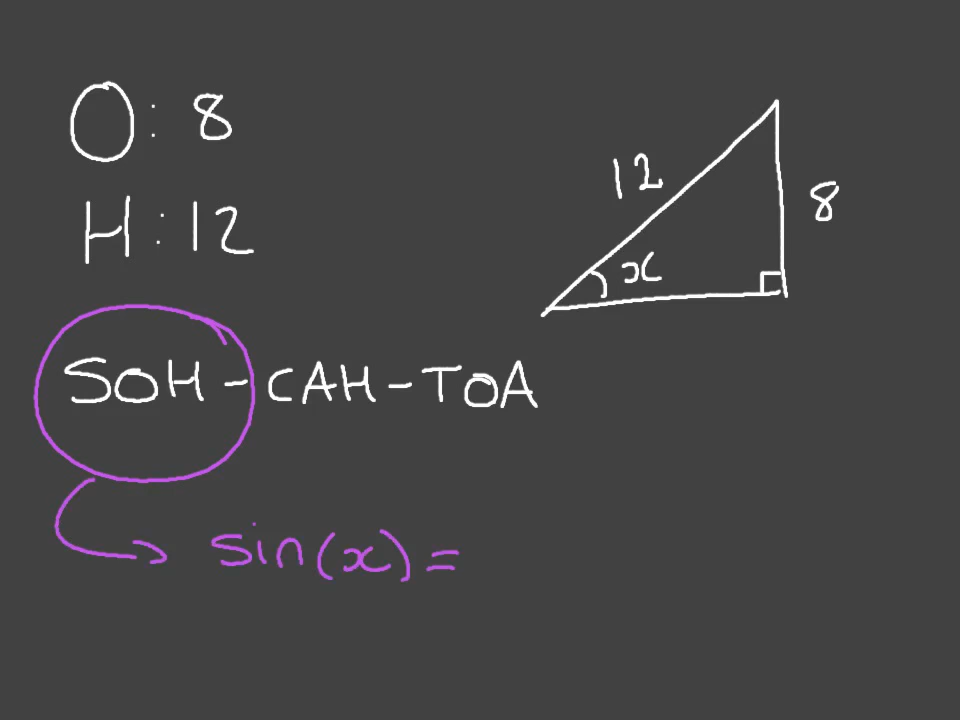 O: 8
H: 12
12
8
x
SOH - CAH - TOA
sin(x) =